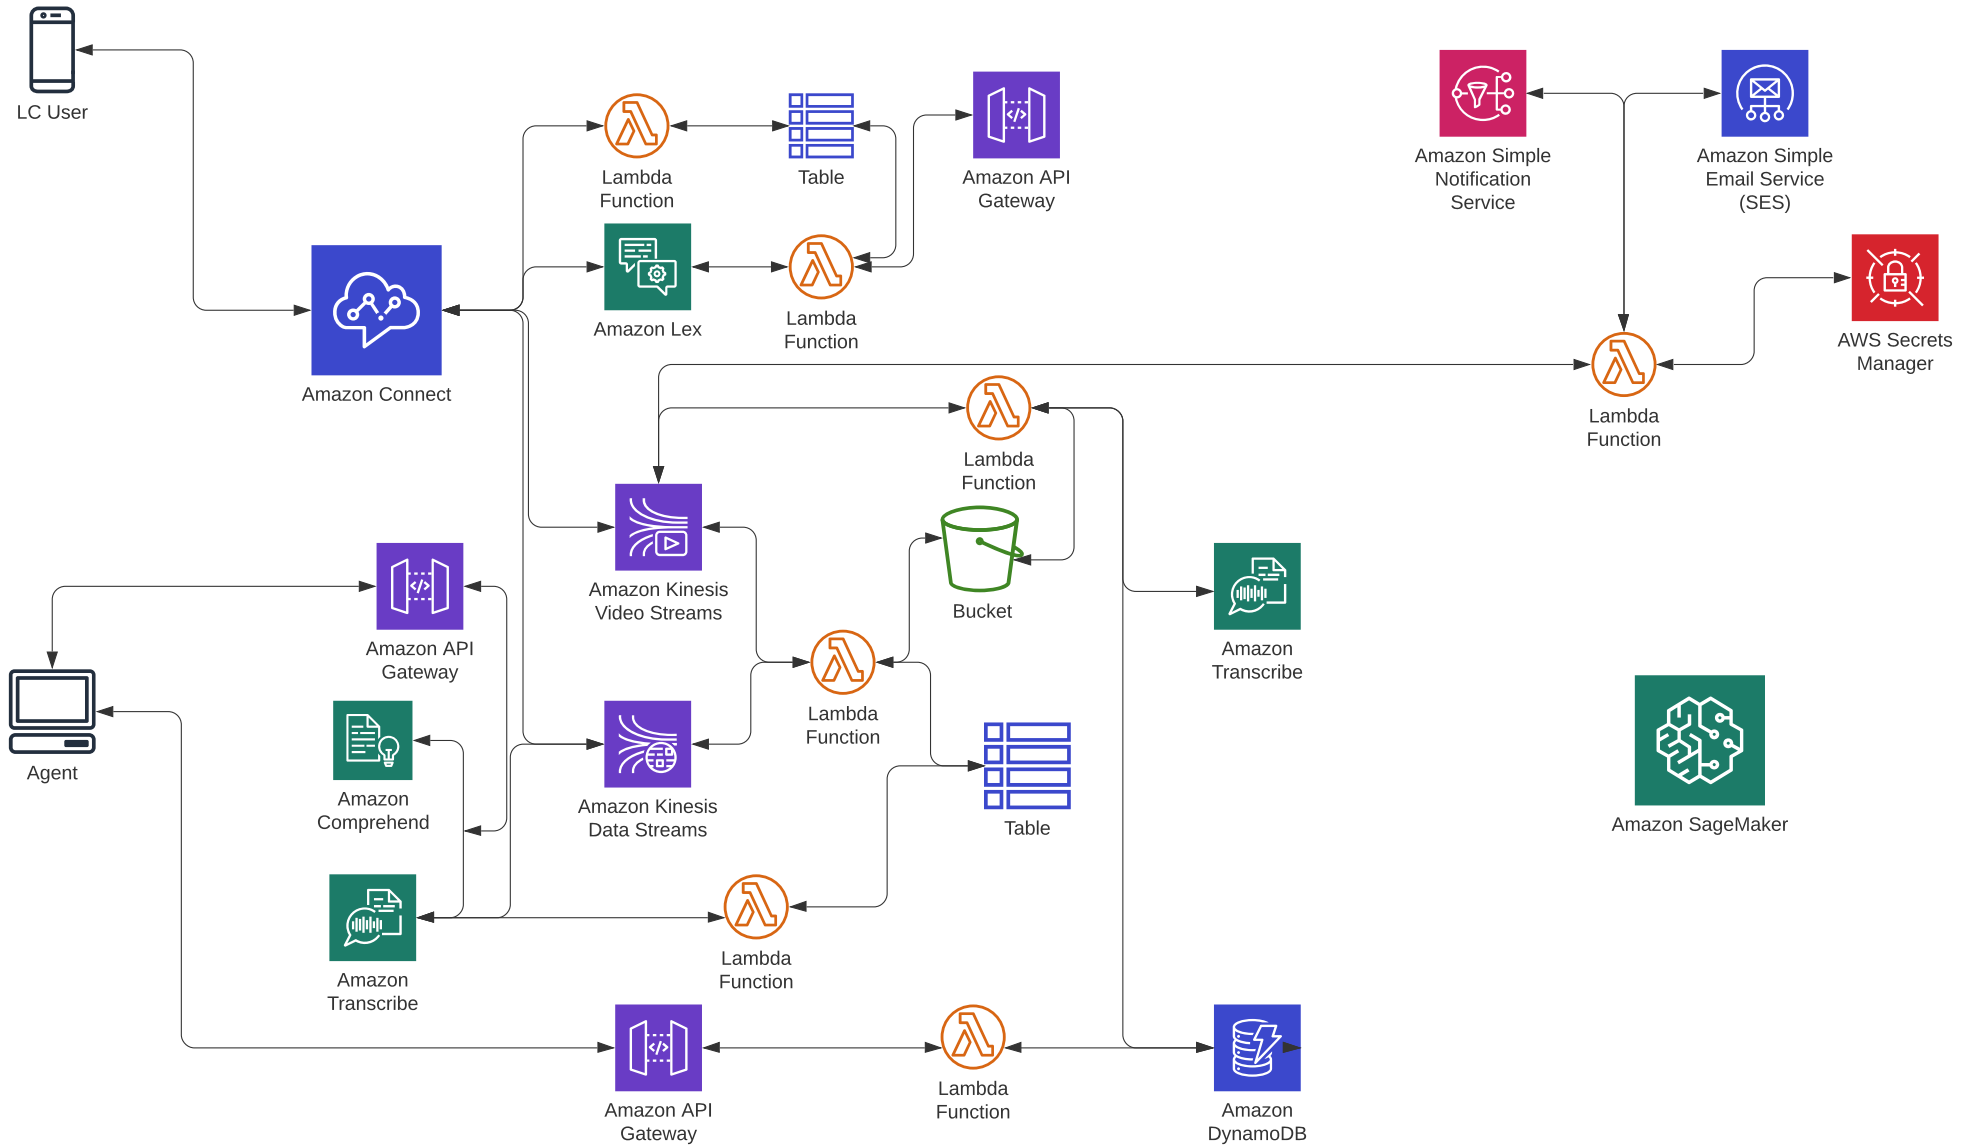 LC User
Lambda
Function
Table
Amazon API
Gateway
Amazon Simple
Notification
Service
Amazon Simple
Email Service
(SES)
Amazon Connect
Amazon Lex
Lambda
Function
AWS Secrets
Manager
Lambda
Function
Lambda
Function
Amazon Kinesis
Video Streams
Bucket
Amazon API
Gateway
Amazon
Transcribe
Agent
Lambda
Function
Amazon
Comprehend
Amazon Kinesis
Data Streams
Table
Amazon SageMaker
Amazon
Transcribe
Lambda
Function
Amazon API
Gateway
Lambda
Function
Amazon
DynamoDB